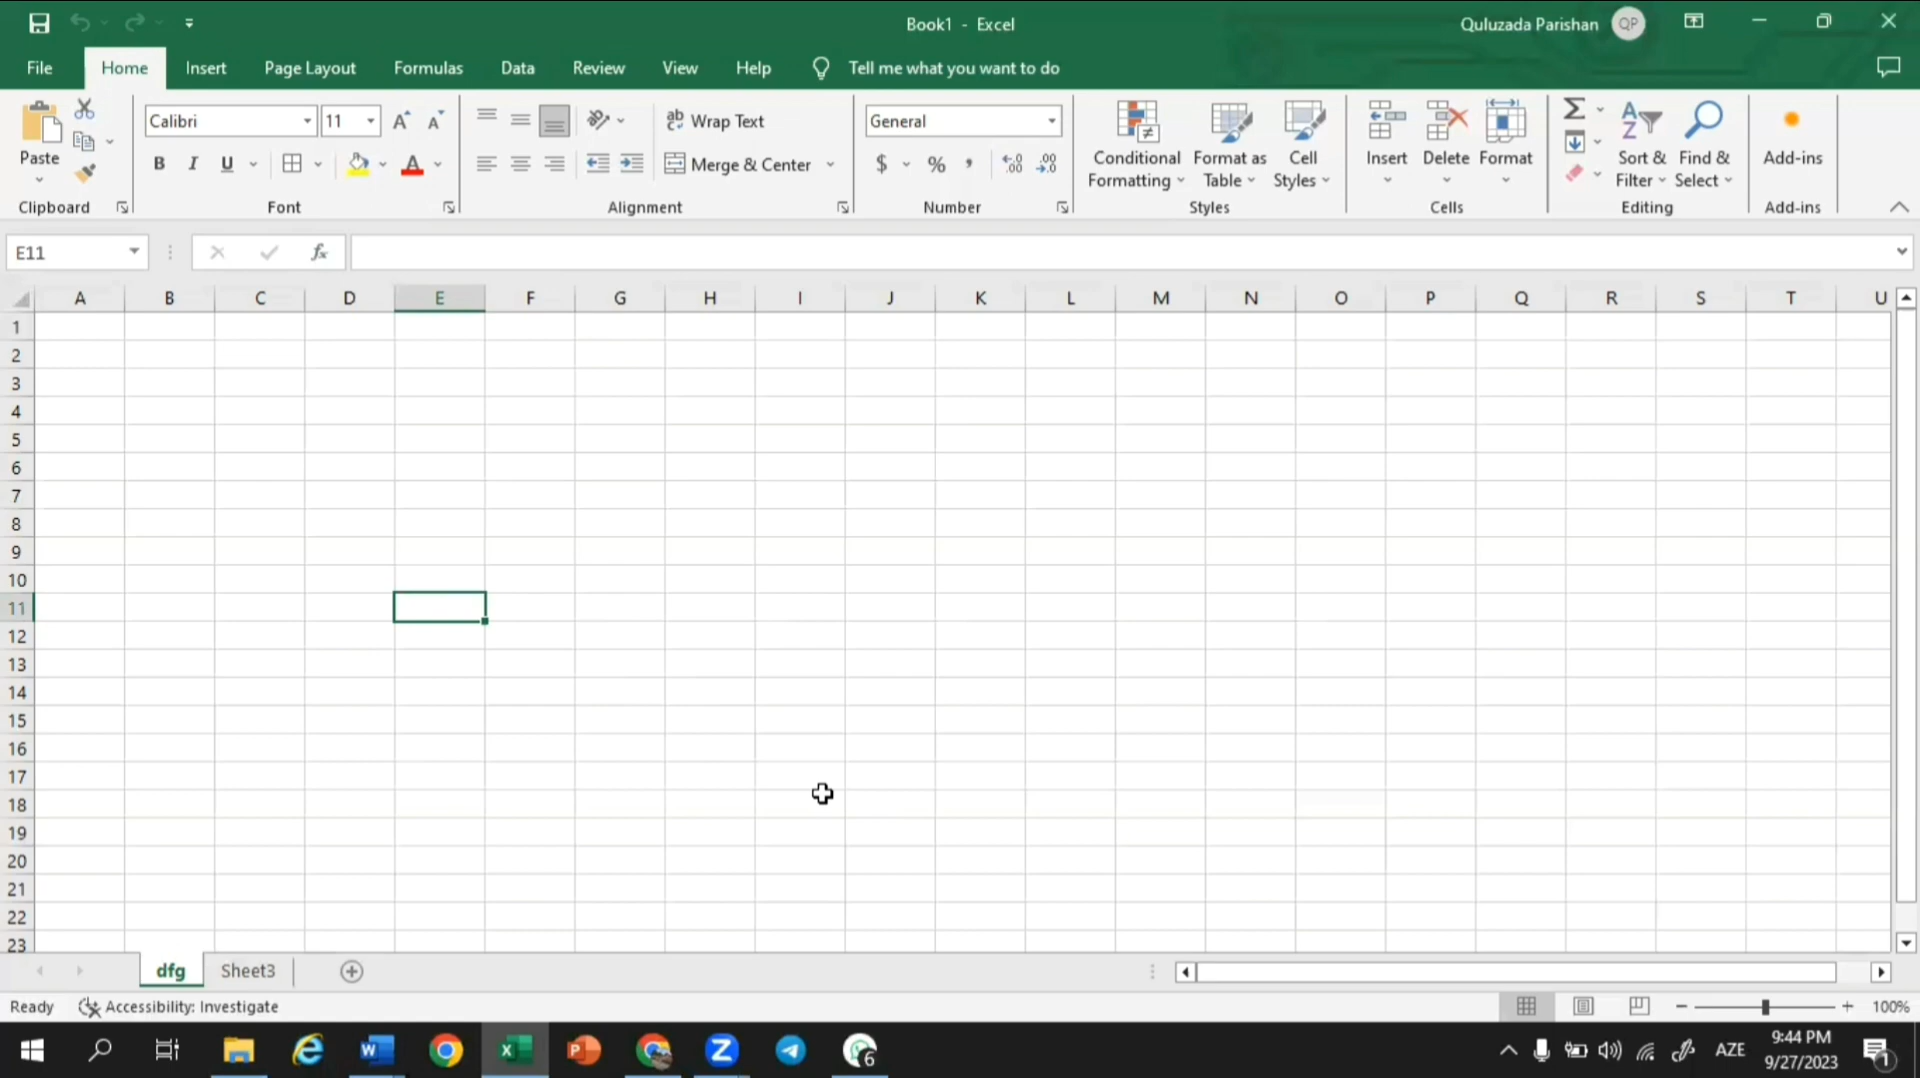 Book1 - Excel
Quluzada Parishan QP
File Home Insert Page Layout Formulas Data Review View Help Tell me what you want to do
Paste
Clipboard
Calibri 11
B I U A
Font
ab Wrap Text
Merge & Center
Alignment
General
$ % ,
Number
Conditional Formatting
Format as Table
Cell Styles
Styles
Insert Delete Format
Cells
Sort & Filter
Find & Select
Editing
Add-ins
Add-ins
E11 fx
A B C D E F G H I J K L M N O P Q R S T U
1
2
3
4
5
6
7
8
9
10
11
12
13
14
15
16
17
18
19
20
21
22
23
dfg Sheet3
Ready Accessibility: Investigate 100%
W X P Z 6 AZE 9:44 PM
9/27/2023 1